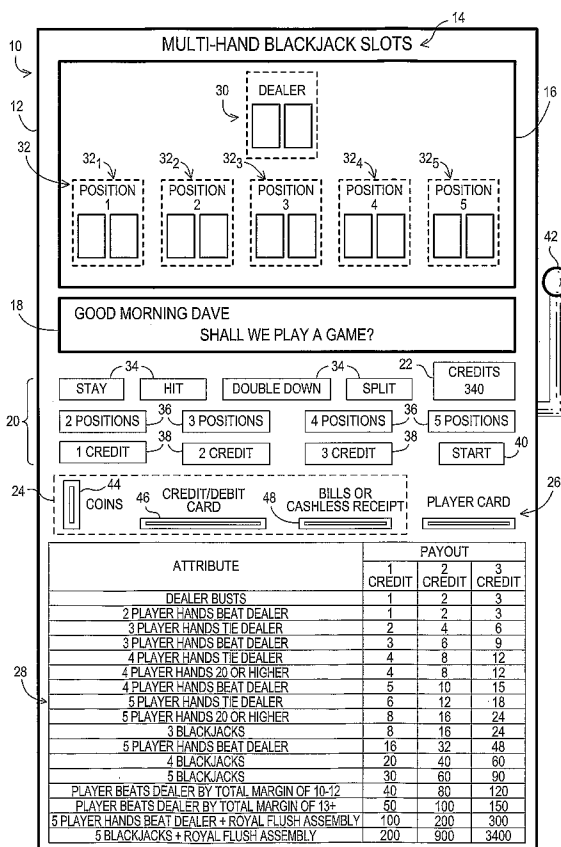 14
MULTI-HAND BLACKJACK SLOTS
10
12
30
DEALER
16
32
32₁ 32₂ 32₃ 32₄ 32₅
POSITION 1 POSITION 2 POSITION 3 POSITION 4 POSITION 5
42
18
GOOD MORNING DAVE
SHALL WE PLAY A GAME?
34 34 22
STAY HIT DOUBLE DOWN SPLIT CREDITS 340
20
36 36
2 POSITIONS 3 POSITIONS 4 POSITIONS 5 POSITIONS
38 38 40
1 CREDIT 2 CREDIT 3 CREDIT START
24 44 46 48 26
COINS CREDIT/DEBIT CARD BILLS OR CASHLESS RECEIPT PLAYER CARD
28
ATTRIBUTE PAYOUT
1 CREDIT 2 CREDIT 3 CREDIT
DEALER BUSTS 1 2 3
2 PLAYER HANDS BEAT DEALER 1 2 3
3 PLAYER HANDS TIE DEALER 2 4 6
3 PLAYER HANDS BEAT DEALER 3 6 9
4 PLAYER HANDS TIE DEALER 4 8 12
4 PLAYER HANDS 20 OR HIGHER 4 8 12
4 PLAYER HANDS BEAT DEALER 5 10 15
5 PLAYER HANDS TIE DEALER 6 12 18
5 PLAYER HANDS 20 OR HIGHER 8 16 24
3 BLACKJACKS 8 16 24
5 PLAYER HANDS BEAT DEALER 16 32 48
4 BLACKJACKS 20 40 60
5 BLACKJACKS 30 60 90
PLAYER BEATS DEALER BY TOTAL MARGIN OF 10-12 40 80 120
PLAYER BEATS DEALER BY TOTAL MARGIN OF 13+ 50 100 150
5 PLAYER HANDS BEAT DEALER + ROYAL FLUSH ASSEMBLY 100 200 300
5 BLACKJACKS + ROYAL FLUSH ASSEMBLY 200 900 3400